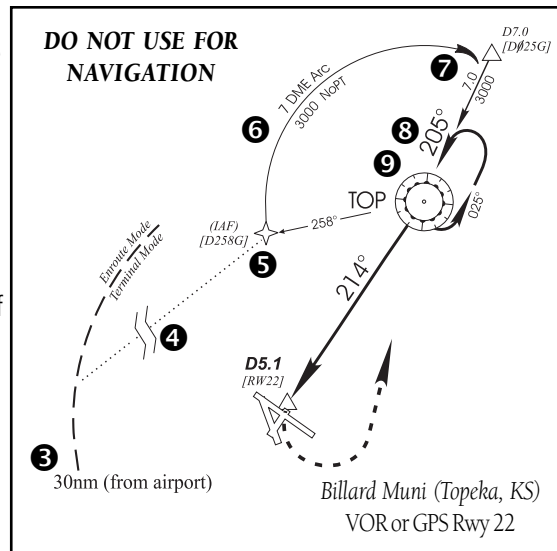 DO NOT USE FOR
NAVIGATION
D7.0
[DØ25G]
7
7 DME Arc
3000 NoPT
7.0
3000
6
8
205°
9
TOP
025°
(IAF)
[D258G]
258°
5
Enroute Mode
Terminal Mode
214°
4
D5.1
[RW22]
3
30nm (from airport)
Billard Muni (Topeka, KS)
VOR or GPS Rwy 22